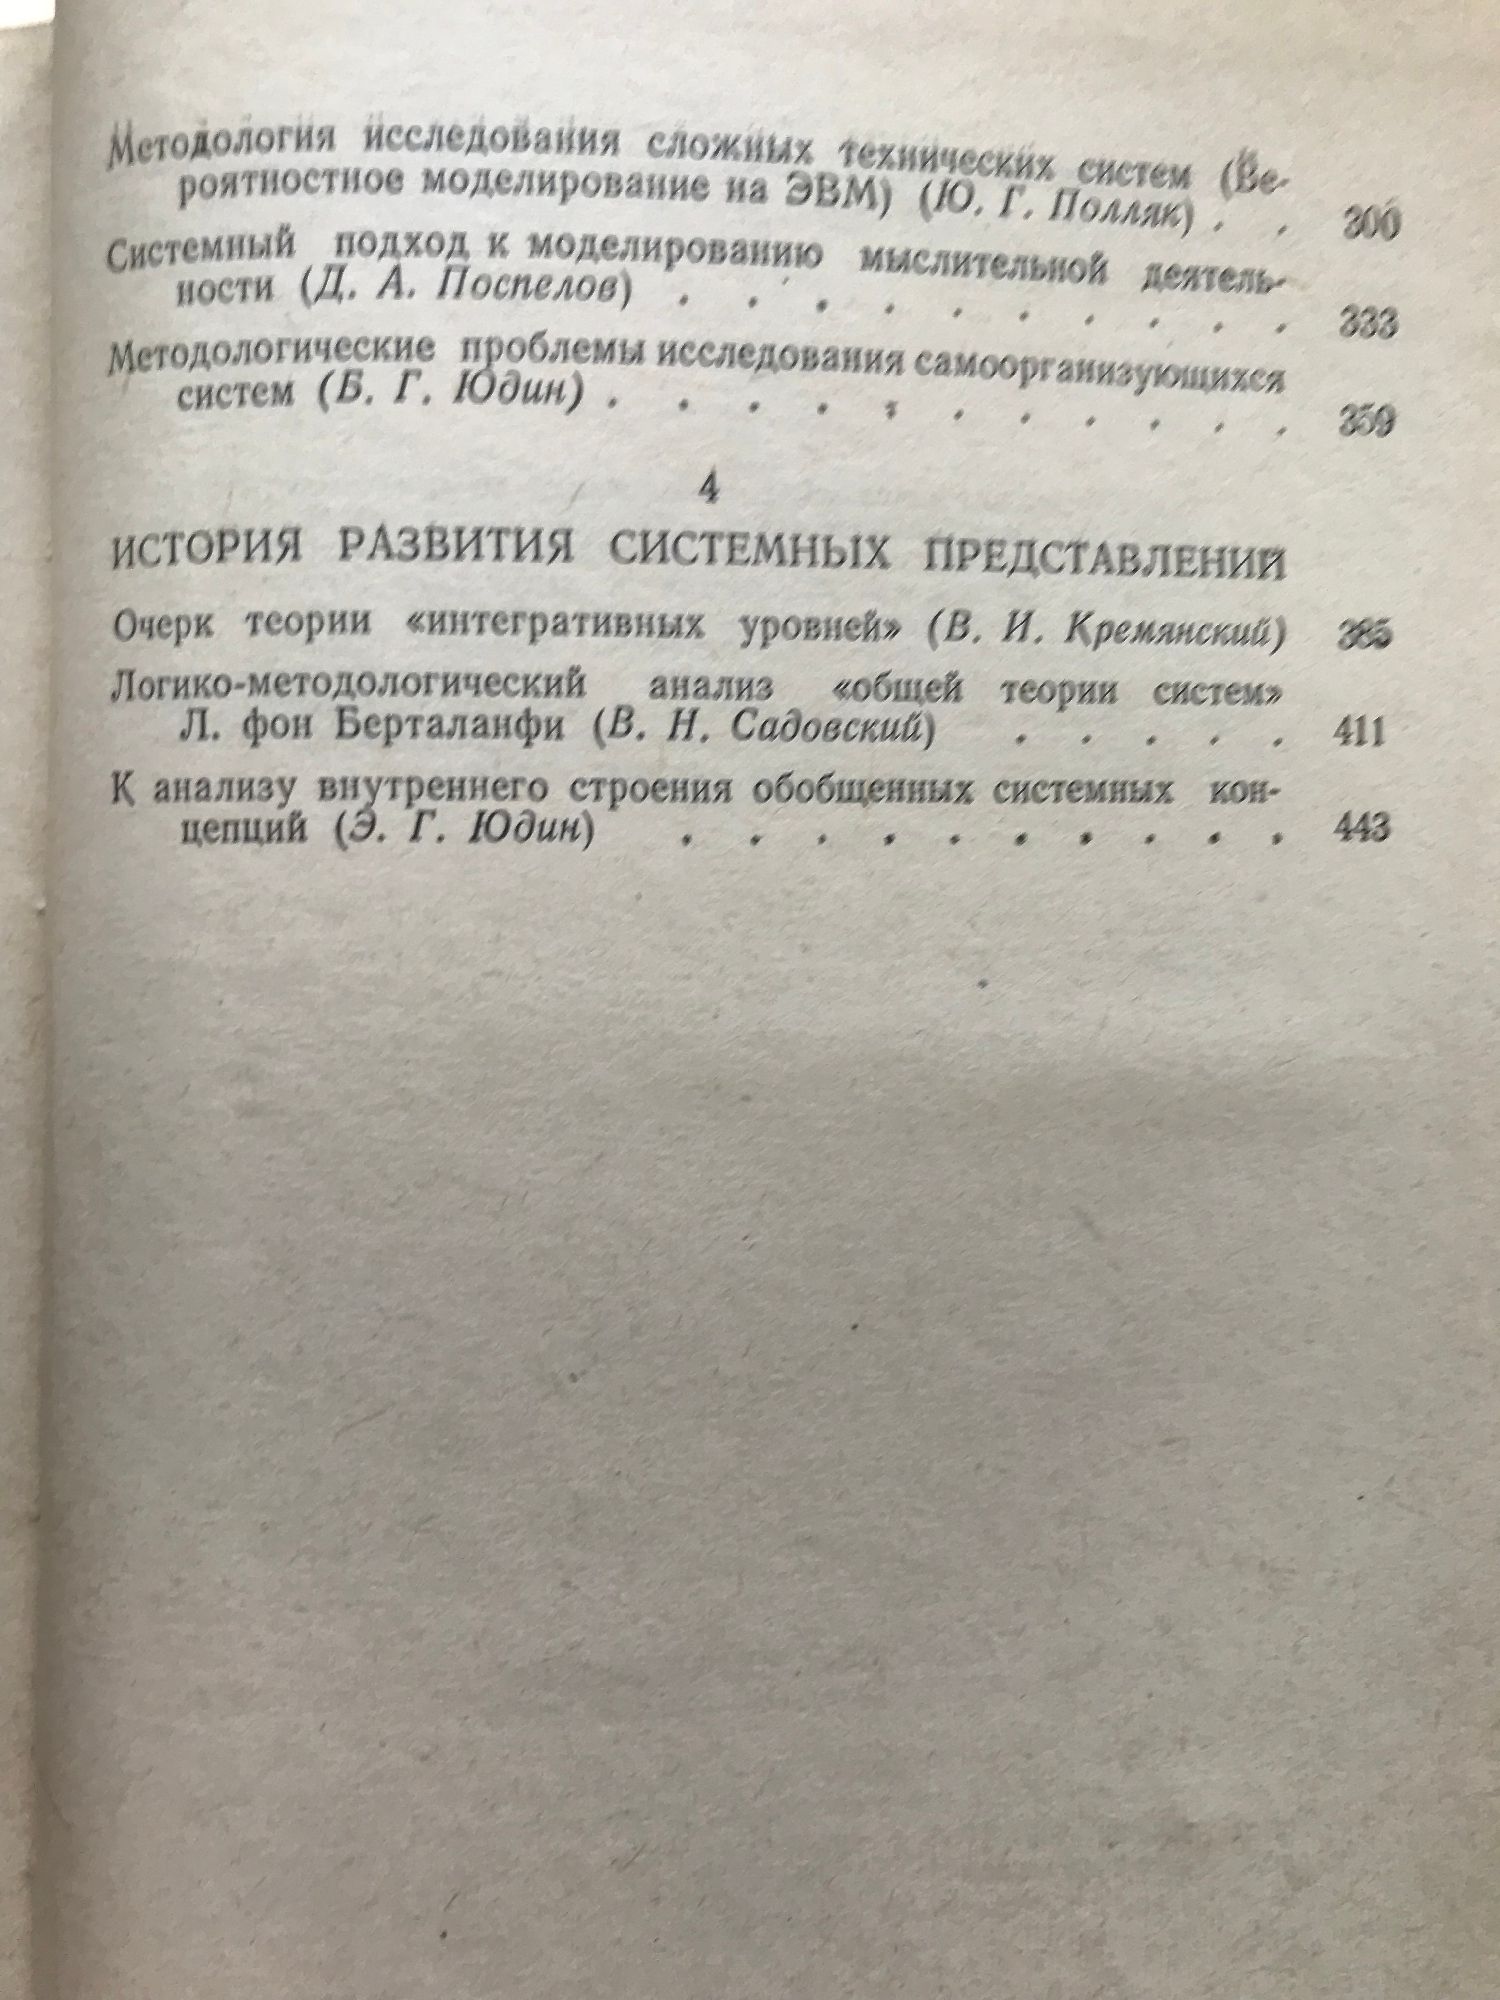 Методология исследования сложных технических систем (Ве-
роятностное моделирование на ЭВМ) (Ю. Г. Полляк) . . 300
Системный подход к моделированию мыслительной деятель-
ности (Д. А. Поспелов) . . . . . . . . . . 333
Методологические проблемы исследования самоорганизующихся
систем (Б. Г. Юдин) . . . . . . . . . . . 359
4
ИСТОРИЯ РАЗВИТИЯ СИСТЕМНЫХ ПРЕДСТАВЛЕНИЙ
Очерк теории «интегративных уровней» (В. И. Кремянский) 385
Логико-методологический анализ «общей теории систем»
Л. фон Берталанфи (В. Н. Садовский) . . . . . 411
К анализу внутреннего строения обобщенных системных кон-
цепций (Э. Г. Юдин) . . . . . . . . . . 443